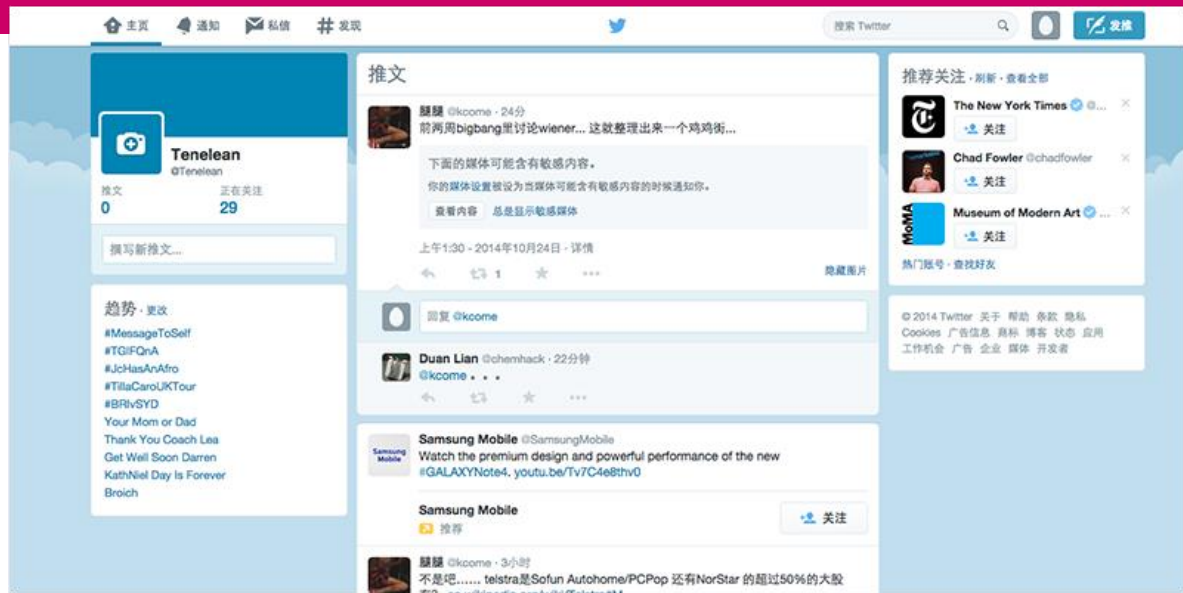 主页
通知
私信
发现
搜索 Twitter
发推
Tenelean
@Tenelean
推文
0
正在关注
29
撰写新推文...
趋势 · 更改
#MessageToSelf
#TGIFQnA
#JcHasAnAfro
#TillaCaroUKTour
#BRIvSYD
Your Mom or Dad
Thank You Coach Lea
Get Well Soon Darren
KathNiel Day Is Forever
Broich
推文
腿腿 @kcome · 24分
前两周bigbang里讨论wiener... 这就整理出来一个鸡鸡街...
下面的媒体可能含有敏感内容。
你的媒体设置被设为当媒体可能含有敏感内容的时候通知你。
查看内容 总是显示敏感媒体
上午1:30 - 2014年10月24日 · 详情
1
隐藏图片
回复 @kcome
Duan Lian @chemhack · 22分钟
@kcome 。。。
Samsung Mobile
Samsung Mobile @SamsungMobile
Watch the premium design and powerful performance of the new
#GALAXYNote4. youtu.be/Tv7C4e8thv0
Samsung Mobile
推荐
关注
腿腿 @kcome · 3小时
不是吧...... telstra是Sofun Autohome/PCPop 还有NorStar 的超过50%的大股
推荐关注 · 刷新 · 查看全部
The New York Times @...
关注
Chad Fowler @chadfowler
关注
MoMA
Museum of Modern Art ...
关注
热门账号 · 查找好友
© 2014 Twitter 关于 帮助 条款 隐私
Cookies 广告信息 商标 博客 状态 应用
工作机会 广告 企业 媒体 开发者